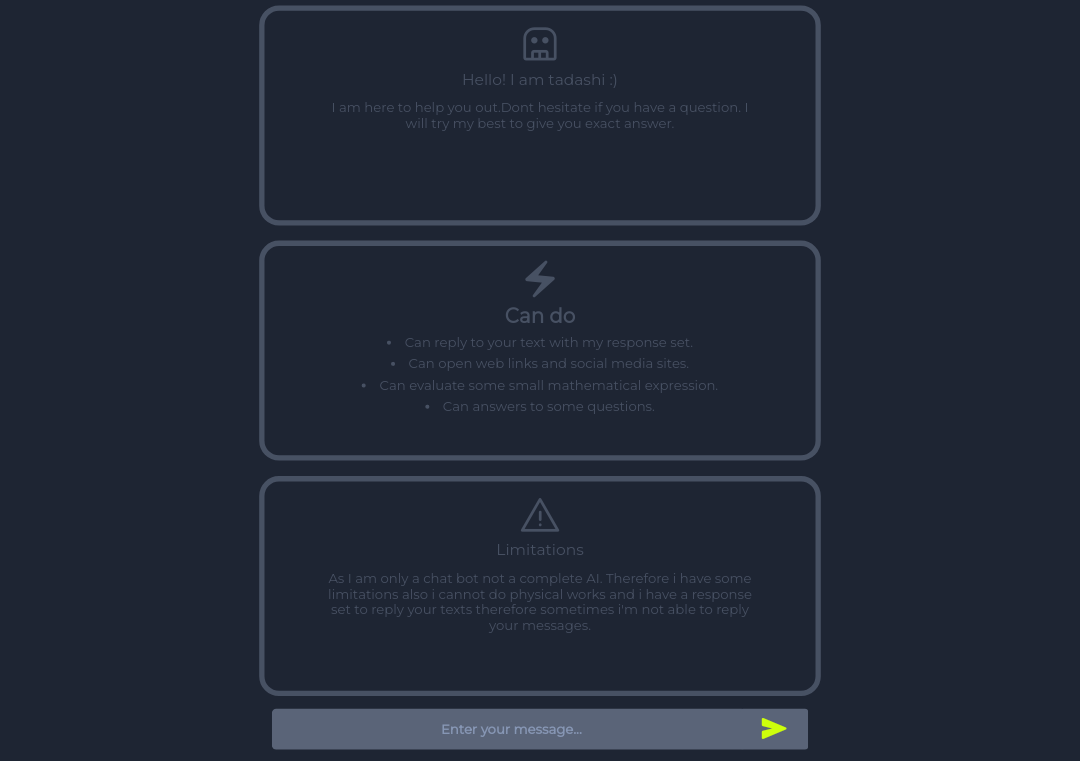 Hello! I am tadashi :)
I am here to help you out.Dont hesitate if you have a question. I
will try my best to give you exact answer.
Can do
• Can reply to your text with my response set.
• Can open web links and social media sites.
• Can evaluate some small mathematical expression.
• Can answers to some questions.
Limitations
As I am only a chat bot not a complete AI. Therefore i have some
limitations also i cannot do physical works and i have a response
set to reply your texts therefore sometimes i'm not able to reply
your messages.
Enter your message...